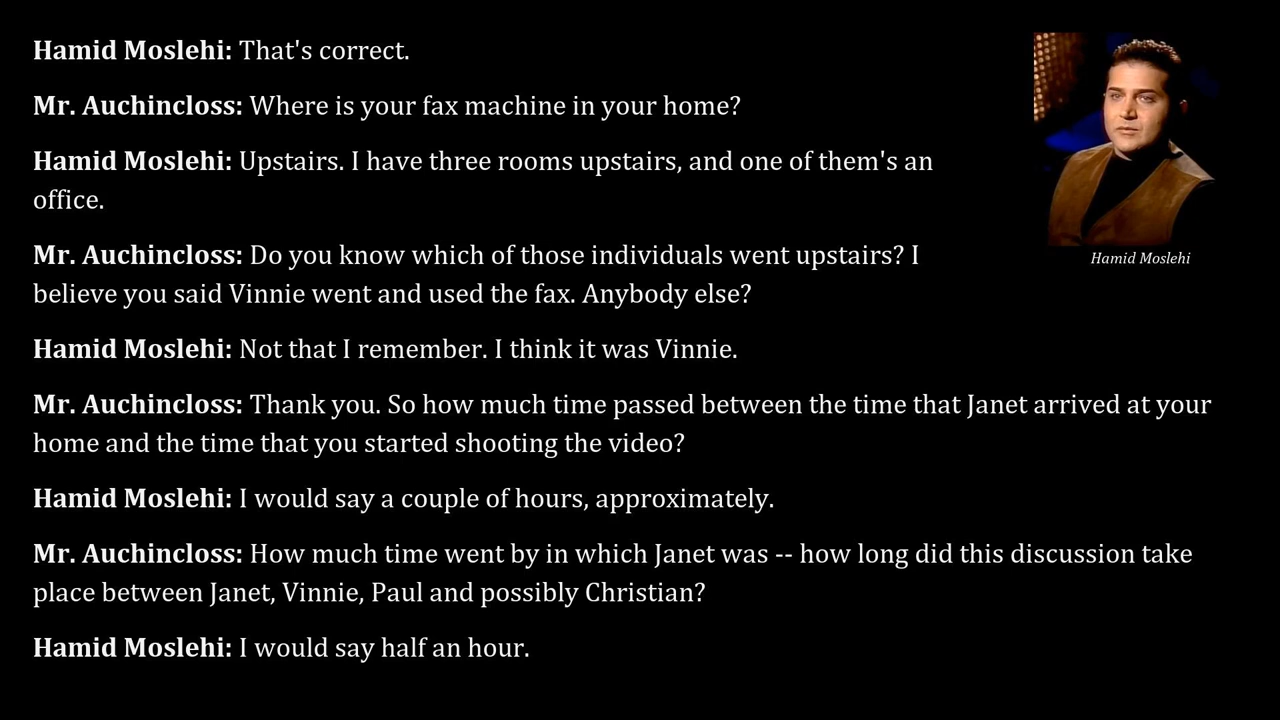 Hamid Moslehi: That's correct.
Mr. Auchincloss: Where is your fax machine in your home?
Hamid Moslehi: Upstairs. I have three rooms upstairs, and one of them's an
office.
Mr. Auchincloss: Do you know which of those individuals went upstairs? I
believe you said Vinnie went and used the fax. Anybody else?
Hamid Moslehi: Not that I remember. I think it was Vinnie.
Mr. Auchincloss: Thank you. So how much time passed between the time that Janet arrived at your
home and the time that you started shooting the video?
Hamid Moslehi: I would say a couple of hours, approximately.
Mr. Auchincloss: How much time went by in which Janet was -- how long did this discussion take
place between Janet, Vinnie, Paul and possibly Christian?
Hamid Moslehi: I would say half an hour.
Hamid Moslehi